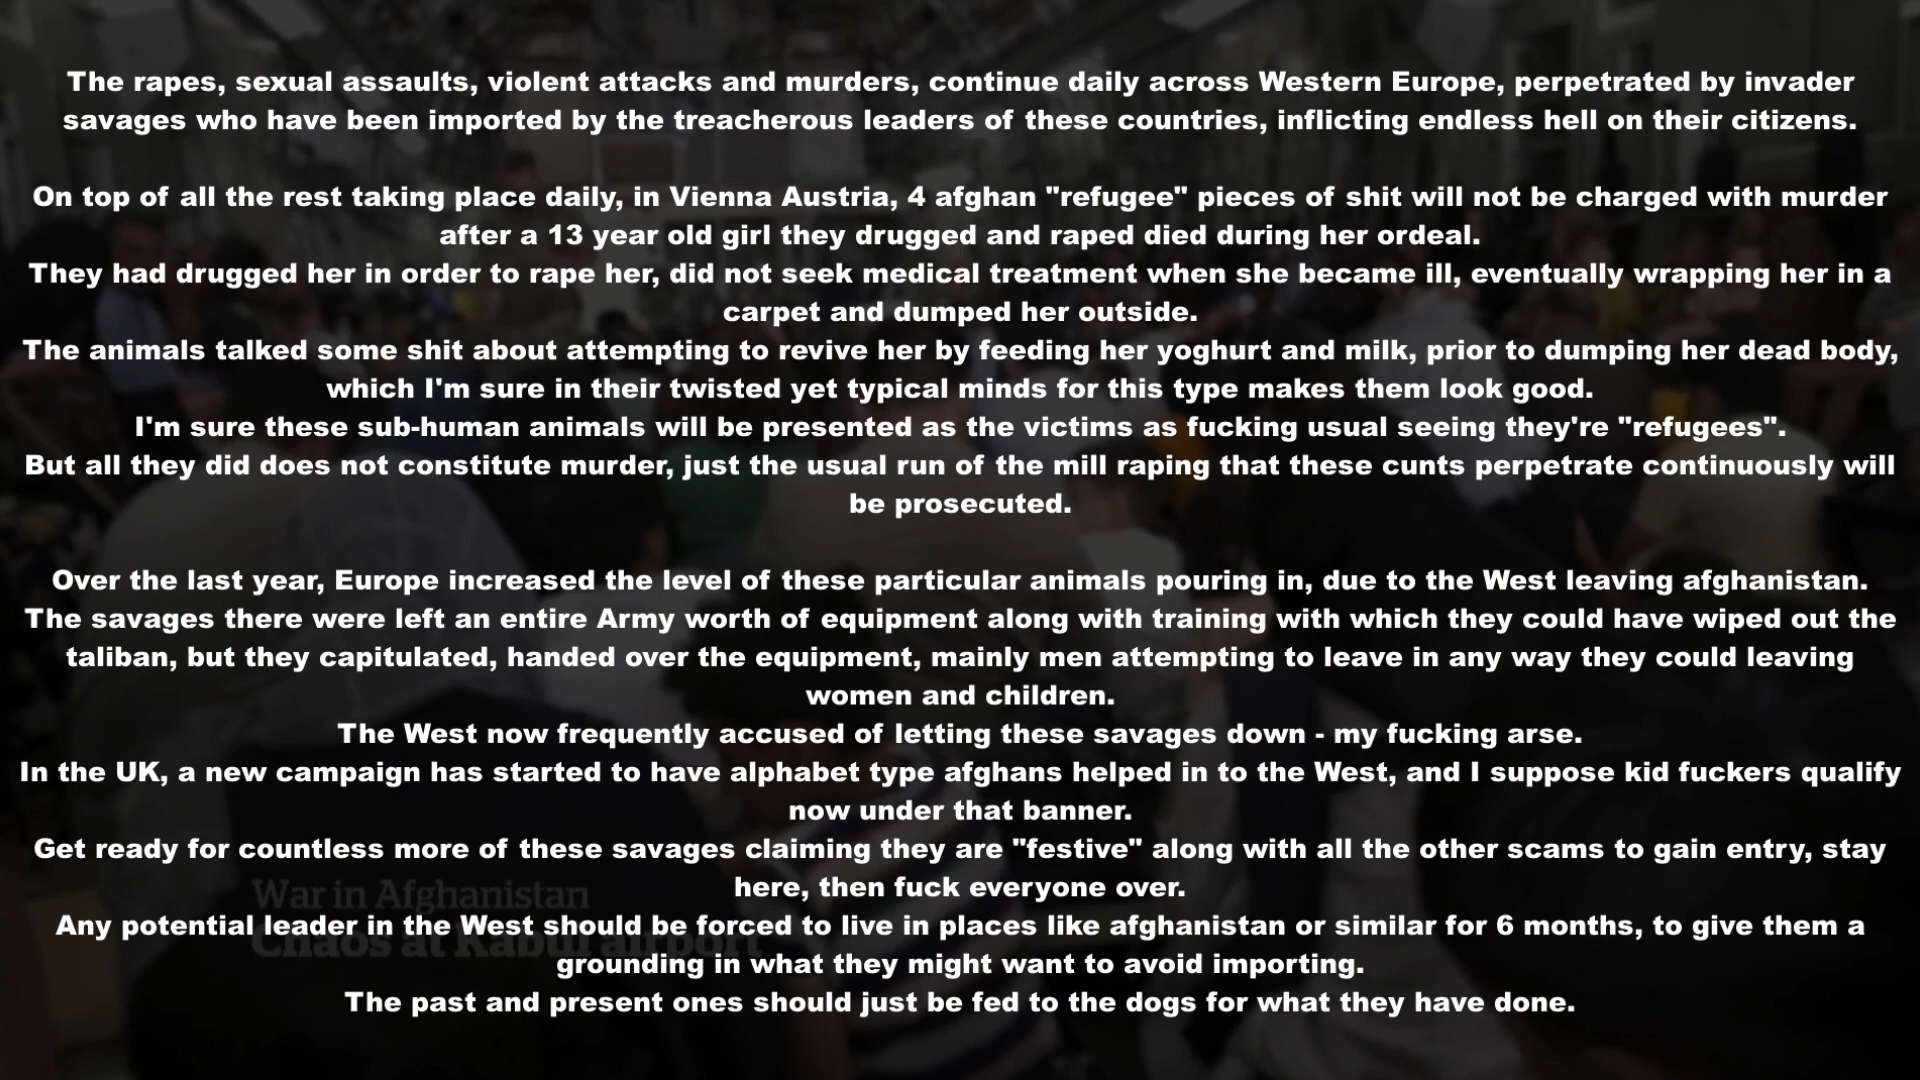 The rapes, sexual assaults, violent attacks and murders, continue daily across Western Europe, perpetrated by invader
savages who have been imported by the treacherous leaders of these countries, inflicting endless hell on their citizens.
On top of all the rest taking place daily, in Vienna Austria, 4 afghan "refugee" pieces of shit will not be charged with murder
after a 13 year old girl they drugged and raped died during her ordeal.
They had drugged her in order to rape her, did not seek medical treatment when she became ill, eventually wrapping her in a
carpet and dumped her outside.
The animals talked some shit about attempting to revive her by feeding her yoghurt and milk, prior to dumping her dead body,
which I'm sure in their twisted yet typical minds for this type makes them look good.
I'm sure these sub-human animals will be presented as the victims as fucking usual seeing they're "refugees".
But all they did does not constitute murder, just the usual run of the mill raping that these cunts perpetrate continuously will
be prosecuted.
Over the last year, Europe increased the level of these particular animals pouring in, due to the West leaving afghanistan.
The savages there were left an entire Army worth of equipment along with training with which they could have wiped out the
taliban, but they capitulated, handed over the equipment, mainly men attempting to leave in any way they could leaving
women and children.
The West now frequently accused of letting these savages down - my fucking arse.
In the UK, a new campaign has started to have alphabet type afghans helped in to the West, and I suppose kid fuckers qualify
now under that banner.
Get ready for countless more of these savages claiming they are "festive" along with all the other scams to gain entry, stay
here, then fuck everyone over.
War in Afghanistan
Any potential leader in the West should be forced to live in places like afghanistan or similar for 6 months, to give them a
Chaos at Kabul airport
grounding in what they might want to avoid importing.
The past and present ones should just be fed to the dogs for what they have done.